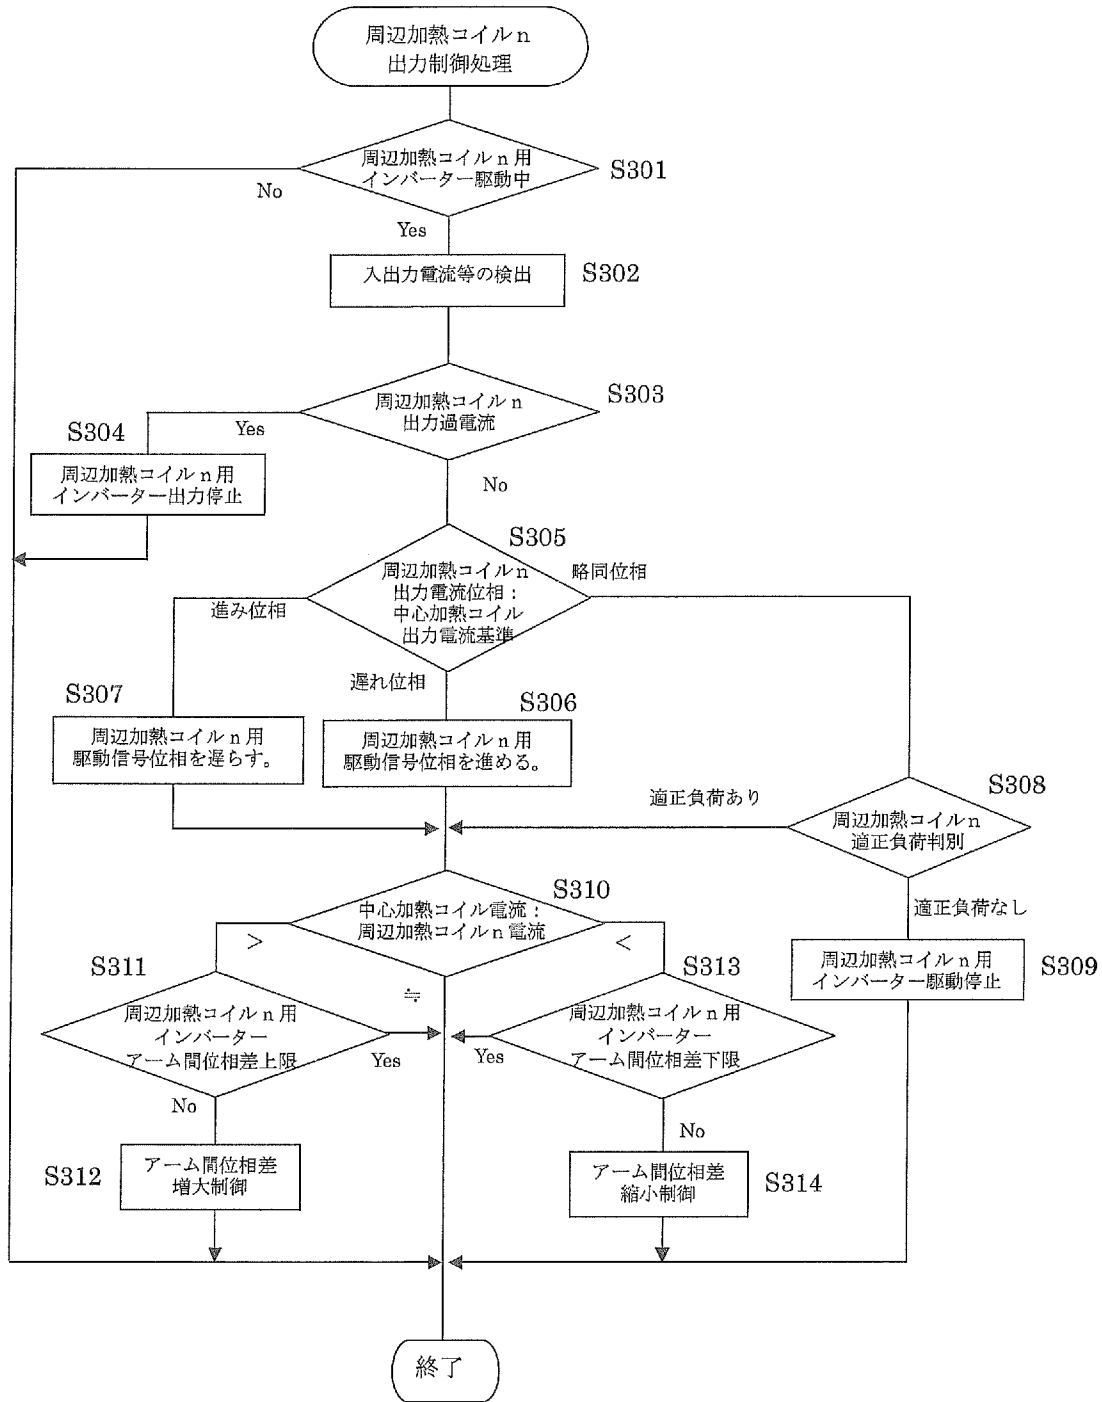 周辺加熱コイルn
出力制御処理
周辺加熱コイルn用
インバーター駆動中
S301
No
Yes
入出力電流等の検出
S302
周辺加熱コイルn
出力過電流
S303
Yes
No
S304
周辺加熱コイルn用
インバーター出力停止
S305
周辺加熱コイルn
出力電流位相：
中心加熱コイル
出力電流基準
略同位相
進み位相
遅れ位相
S307
周辺加熱コイルn用
駆動信号位相を遅らす。
S306
周辺加熱コイルn用
駆動信号位相を進める。
適正負荷あり
S308
周辺加熱コイルn
適正負荷判別
適正負荷なし
周辺加熱コイルn用
インバーター駆動停止
S309
S310
中心加熱コイル電流：
周辺加熱コイルn電流
＞
＜
≒
S311
周辺加熱コイルn用
インバーター
アーム間位相差上限
Yes
No
S313
周辺加熱コイルn用
インバーター
アーム間位相差下限
Yes
No
S312
アーム間位相差
増大制御
アーム間位相差
縮小制御
S314
終了